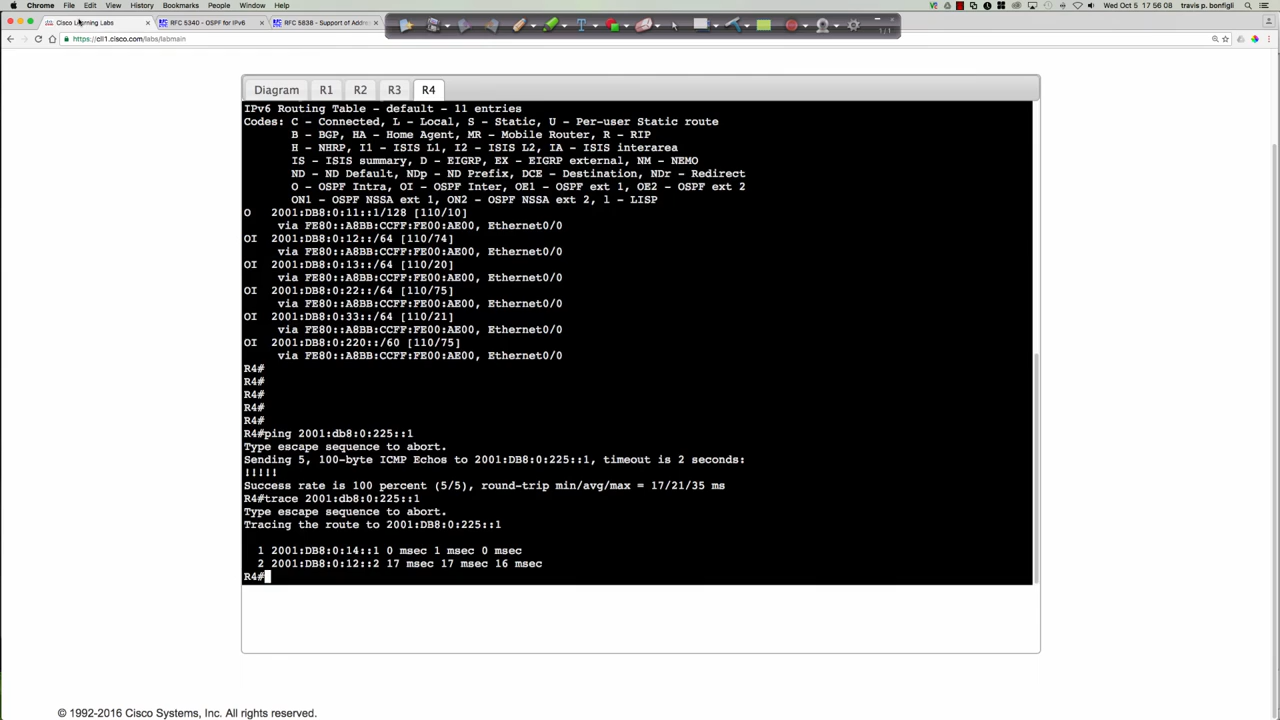 Chrome File Edit View History Bookmarks People Window Help
Wed Oct 5 17:56:08 travis p. bonfigli
Cisco Learning Labs
RFC 5340 - OSPF for IPv6
RFC 5838 - Support of Addre
https://cll1.cisco.com/labs/labmain
1/1
Diagram R1 R2 R3 R4
IPv6 Routing Table - default - 11 entries
Codes: C - Connected, L - Local, S - Static, U - Per-user Static route
B - BGP, HA - Home Agent, MR - Mobile Router, R - RIP
H - NHRP, I1 - ISIS L1, I2 - ISIS L2, IA - ISIS interarea
IS - ISIS summary, D - EIGRP, EX - EIGRP external, NM - NEMO
ND - ND Default, NDp - ND Prefix, DCE - Destination, NDr - Redirect
O - OSPF Intra, OI - OSPF Inter, OE1 - OSPF ext 1, OE2 - OSPF ext 2
ON1 - OSPF NSSA ext 1, ON2 - OSPF NSSA ext 2, l - LISP
O 2001:DB8:0:11::1/128 [110/10]
via FE80::A8BB:CCFF:FE00:AE00, Ethernet0/0
OI 2001:DB8:0:12::/64 [110/74]
via FE80::A8BB:CCFF:FE00:AE00, Ethernet0/0
OI 2001:DB8:0:13::/64 [110/20]
via FE80::A8BB:CCFF:FE00:AE00, Ethernet0/0
OI 2001:DB8:0:22::/64 [110/75]
via FE80::A8BB:CCFF:FE00:AE00, Ethernet0/0
OI 2001:DB8:0:33::/64 [110/21]
via FE80::A8BB:CCFF:FE00:AE00, Ethernet0/0
OI 2001:DB8:0:220::/60 [110/75]
via FE80::A8BB:CCFF:FE00:AE00, Ethernet0/0
R4#
R4#
R4#
R4#
R4#
R4#ping 2001:db8:0:225::1
Type escape sequence to abort.
Sending 5, 100-byte ICMP Echos to 2001:DB8:0:225::1, timeout is 2 seconds:
!!!!!
Success rate is 100 percent (5/5), round-trip min/avg/max = 17/21/35 ms
R4#trace 2001:db8:0:225::1
Type escape sequence to abort.
Tracing the route to 2001:DB8:0:225::1
1 2001:DB8:0:14::1 0 msec 1 msec 0 msec
2 2001:DB8:0:12::2 17 msec 17 msec 16 msec
R4#
© 1992-2016 Cisco Systems, Inc. All rights reserved.